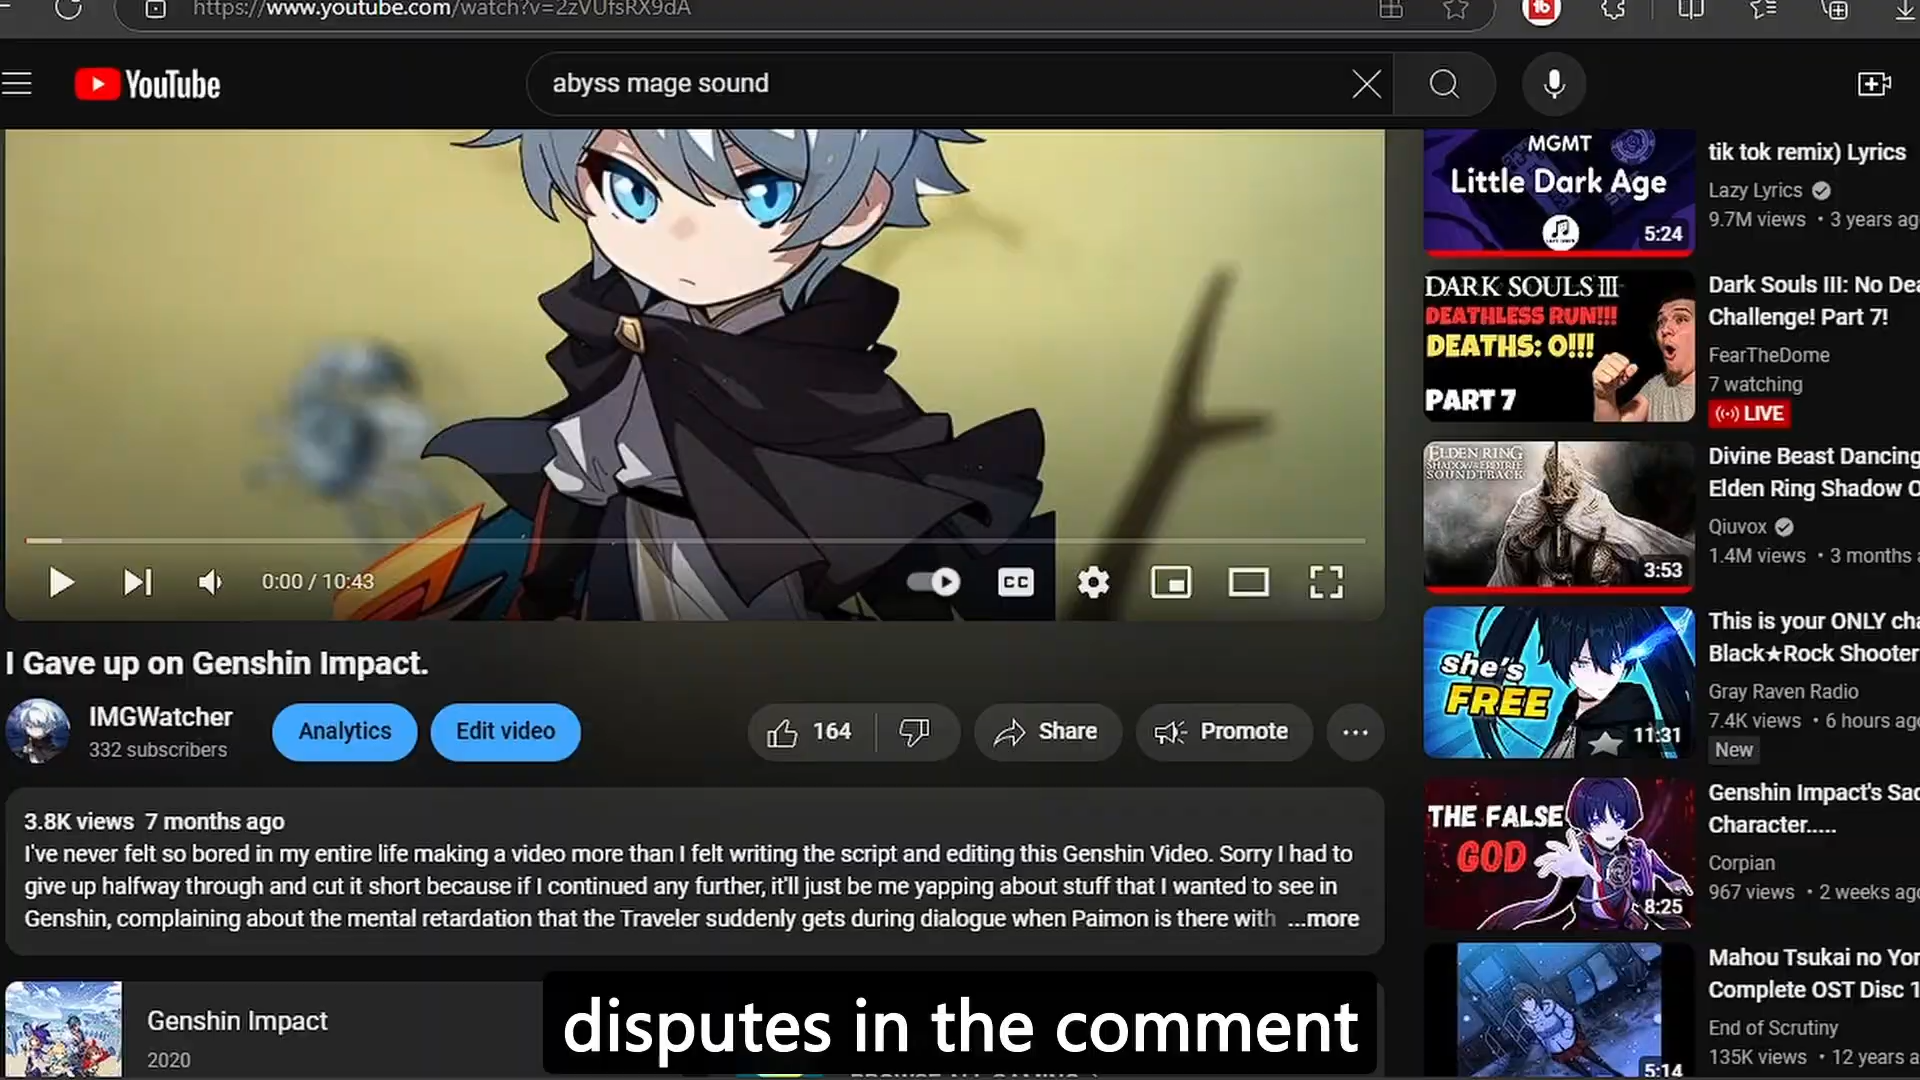 https://www.youtube.com/watch?v=2zVUfsRX9dA
16
YouTube
abyss mage sound
0:00 / 10:43
CC
I Gave up on Genshin Impact.
IMGWatcher
332 subscribers
Analytics
Edit video
164
Share
Promote
3.8K views 7 months ago
I've never felt so bored in my entire life making a video more than I felt writing the script and editing this Genshin Video. Sorry I had to
give up halfway through and cut it short because if I continued any further, it'll just be me yapping about stuff that I wanted to see in
Genshin, complaining about the mental retardation that the Traveler suddenly gets during dialogue when Paimon is there with ...more
Genshin Impact
2020
disputes in the comment
MGMT
Little Dark Age
5:24
tik tok remix) Lyrics
Lazy Lyrics
9.7M views • 3 years ag
DARK SOULS III
DEATHLESS RUN!!!
DEATHS: 0!!!
PART 7
Dark Souls III: No Dea
Challenge! Part 7!
FearTheDome
7 watching
LIVE
ELDEN RING
SHADOW OF THE ERDTREE
SOUNDTRACK
3:53
Divine Beast Dancing
Elden Ring Shadow O
Qiuvox
1.4M views • 3 months a
she's
FREE
11:31
This is your ONLY cha
Black★Rock Shooter
Gray Raven Radio
7.4K views • 6 hours ago
New
THE FALSE
GOD
8:25
Genshin Impact's Sad
Character.....
Corpian
967 views • 2 weeks ago
5:14
Mahou Tsukai no Yor
Complete OST Disc 1
End of Scrutiny
135K views • 12 years a